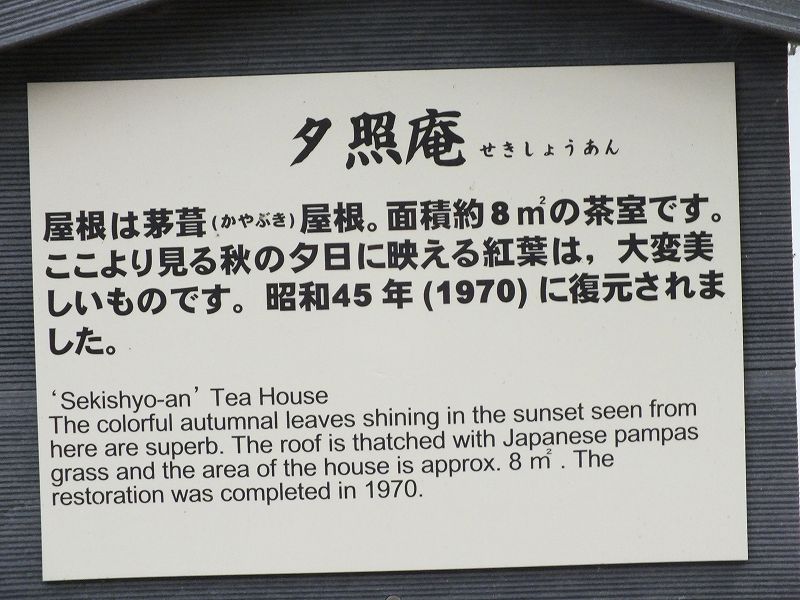 夕照庵 せきしょうあん
屋根は茅葺(かやぶき)屋根。面積約8㎡の茶室です。
ここより見る秋の夕日に映える紅葉は，大変美
しいものです。昭和45年(1970)に復元されま
した。
‘Sekishyo-an’ Tea House
The colorful autumnal leaves shining in the sunset seen from
here are superb. The roof is thatched with Japanese pampas
grass and the area of the house is approx. 8 ㎡ . The
restoration was completed in 1970.